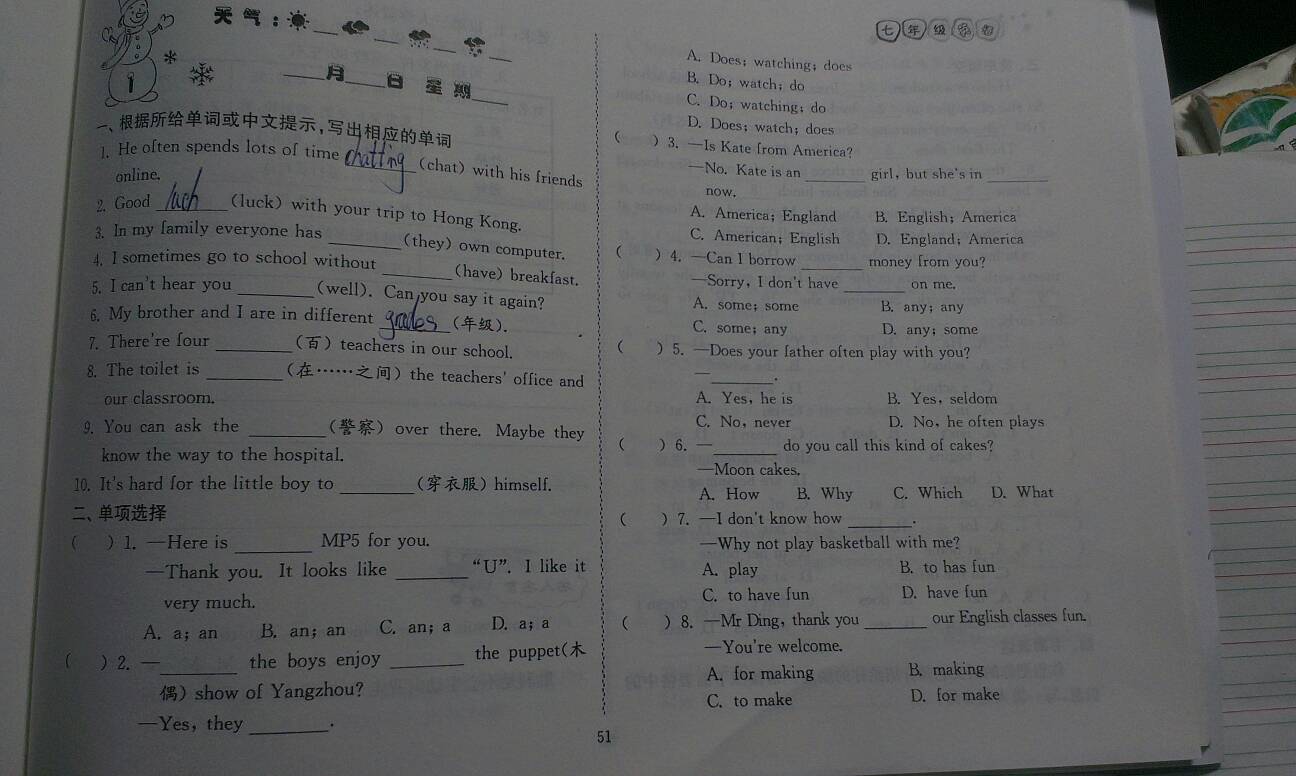 天气：
月 日 星期
一、根据所给单词或中文提示,写出相应的单词
1. He often spends lots of time chatting (chat) with his friends
online.
2. Good luck (luck) with your trip to Hong Kong.
3. In my family everyone has ________ (they) own computer.
4. I sometimes go to school without ________ (have) breakfast.
5. I can't hear you ________ (well). Can you say it again?
6. My brother and I are in different grades (年级).
7. There're four ________ (百) teachers in our school.
8. The toilet is ________ (在……之间) the teachers' office and
our classroom.
9. You can ask the ________ (警察) over there. Maybe they
know the way to the hospital.
10. It's hard for the little boy to ________ (穿衣服) himself.
二、单项选择
( ) 1. —Here is ________ MP5 for you.
—Thank you. It looks like ________ “U”. I like it
very much.
A. a; an B. an; an C. an; a D. a; a
( ) 2. —________ the boys enjoy ________ the puppet(木
偶) show of Yangzhou?
—Yes, they ________.
七年级
A. Does; watching; does
B. Do; watch; do
C. Do; watching; do
D. Does; watch; does
( ) 3. —Is Kate from America?
—No. Kate is an ________ girl, but she's in ________
now.
A. America; England B. English; America
C. American; English D. England; America
( ) 4. —Can I borrow ________ money from you?
—Sorry, I don't have ________ on me.
A. some; some B. any; any
C. some; any D. any; some
( ) 5. —Does your father often play with you?
—________.
A. Yes, he is B. Yes, seldom
C. No, never D. No, he often plays
( ) 6. —________ do you call this kind of cakes?
—Moon cakes.
A. How B. Why C. Which D. What
( ) 7. —I don't know how ________.
—Why not play basketball with me?
A. play B. to has fun
C. to have fun D. have fun
( ) 8. —Mr Ding, thank you ________ our English classes fun.
—You're welcome.
A. for making B. making
C. to make D. for make
51